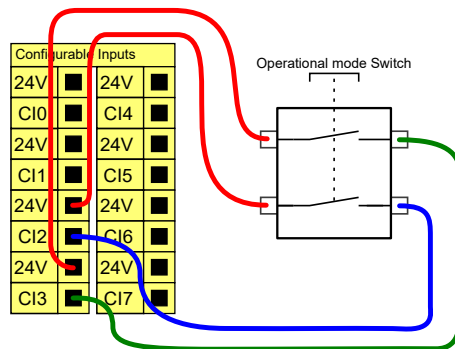 Configurable Inputs
24V 24V
CI0 CI4
24V 24V
CI1 CI5
24V 24V
CI2 CI6
24V 24V
CI3 CI7
Operational mode Switch